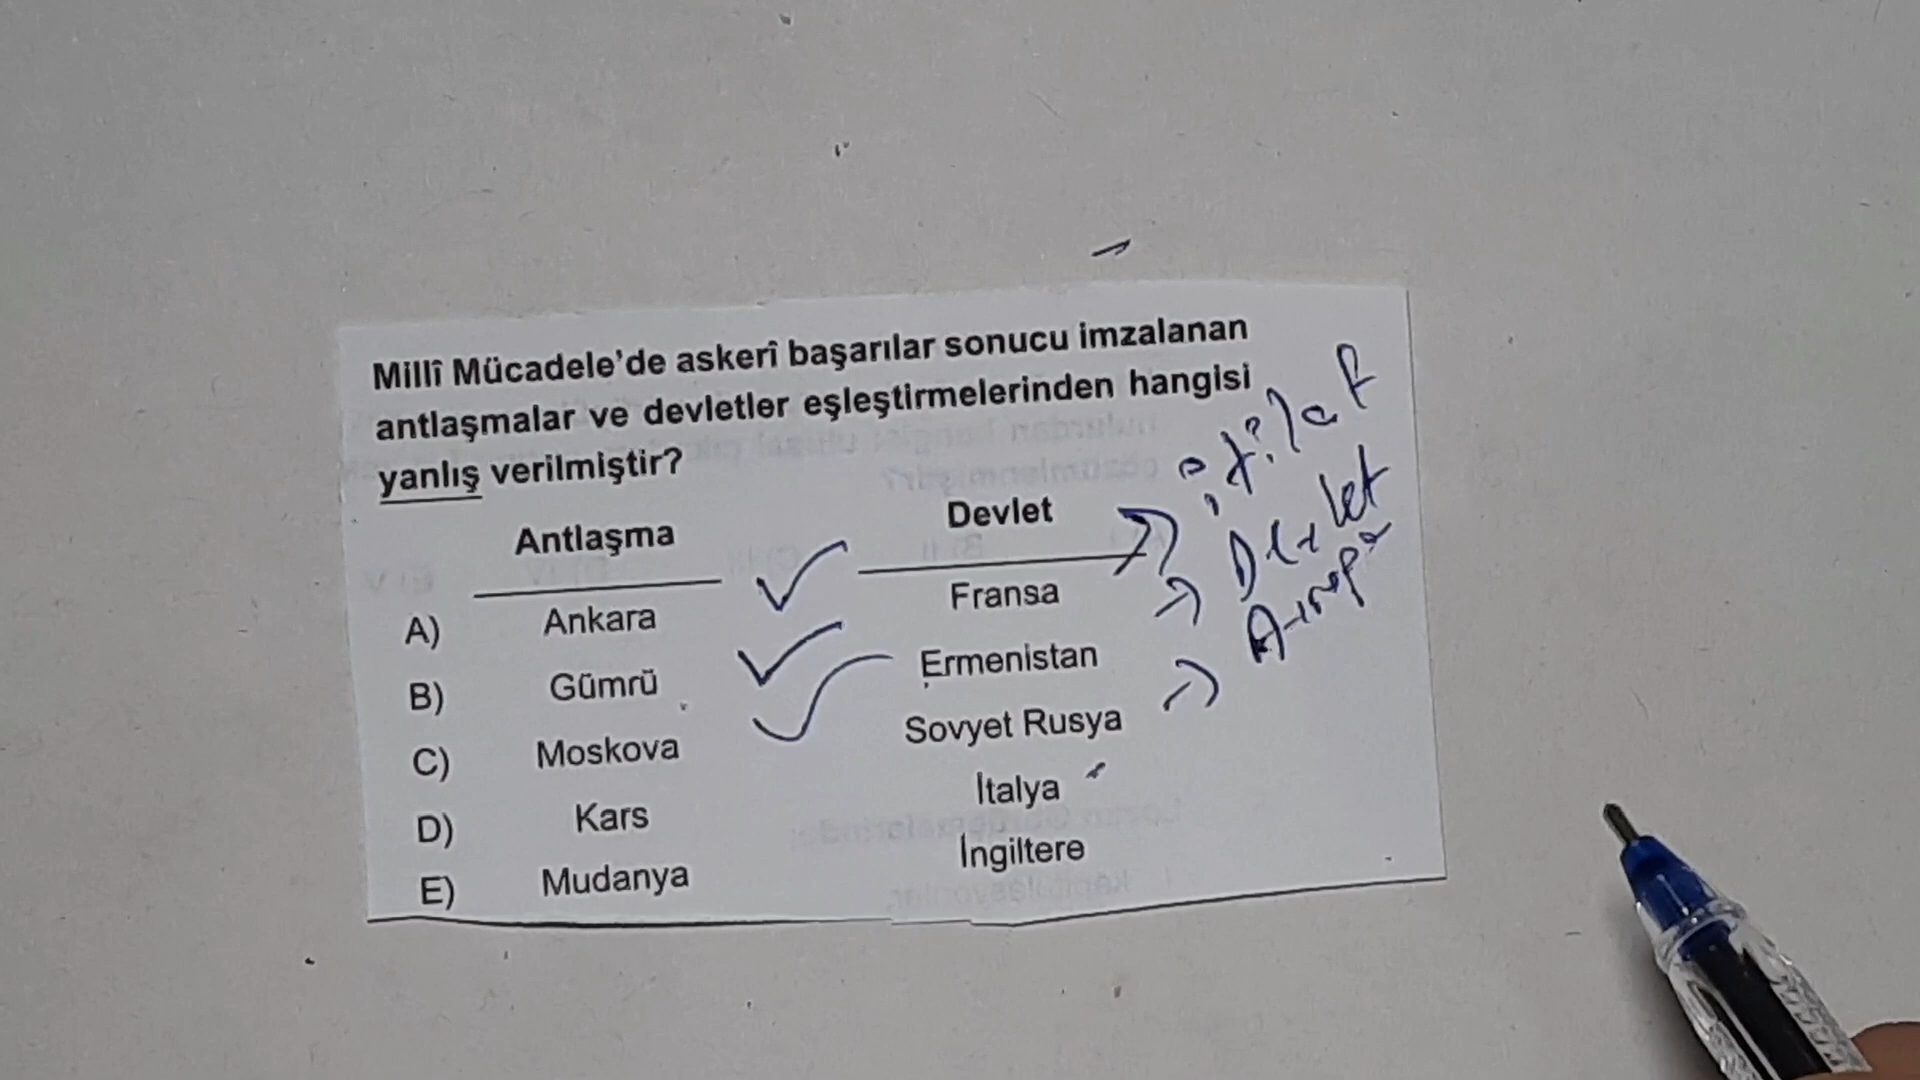 Millî Mücadele'de askerî başarılar sonucu imzalanan
antlaşmalar ve devletler eşleştirmelerinden hangisi
yanlış verilmiştir?
Antlaşma Devlet
A) Ankara Fransa
B) Gümrü Ermenistan
C) Moskova Sovyet Rusya
D) Kars İtalya
E) Mudanya İngiltere